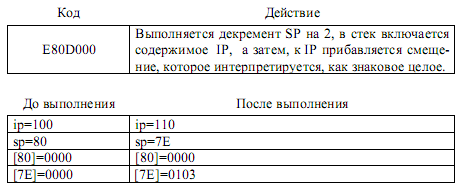 Код Действие
E80D000 Выполняется декремент SP на 2, в стек включается
содержимое IP, а затем, к IP прибавляется смеще-
ние, которое интерпретируется, как знаковое целое.
До выполнения После выполнения
ip=100 ip=110
sp=80 sp=7E
[80]=0000 [80]=0000
[7E]=0000 [7E]=0103